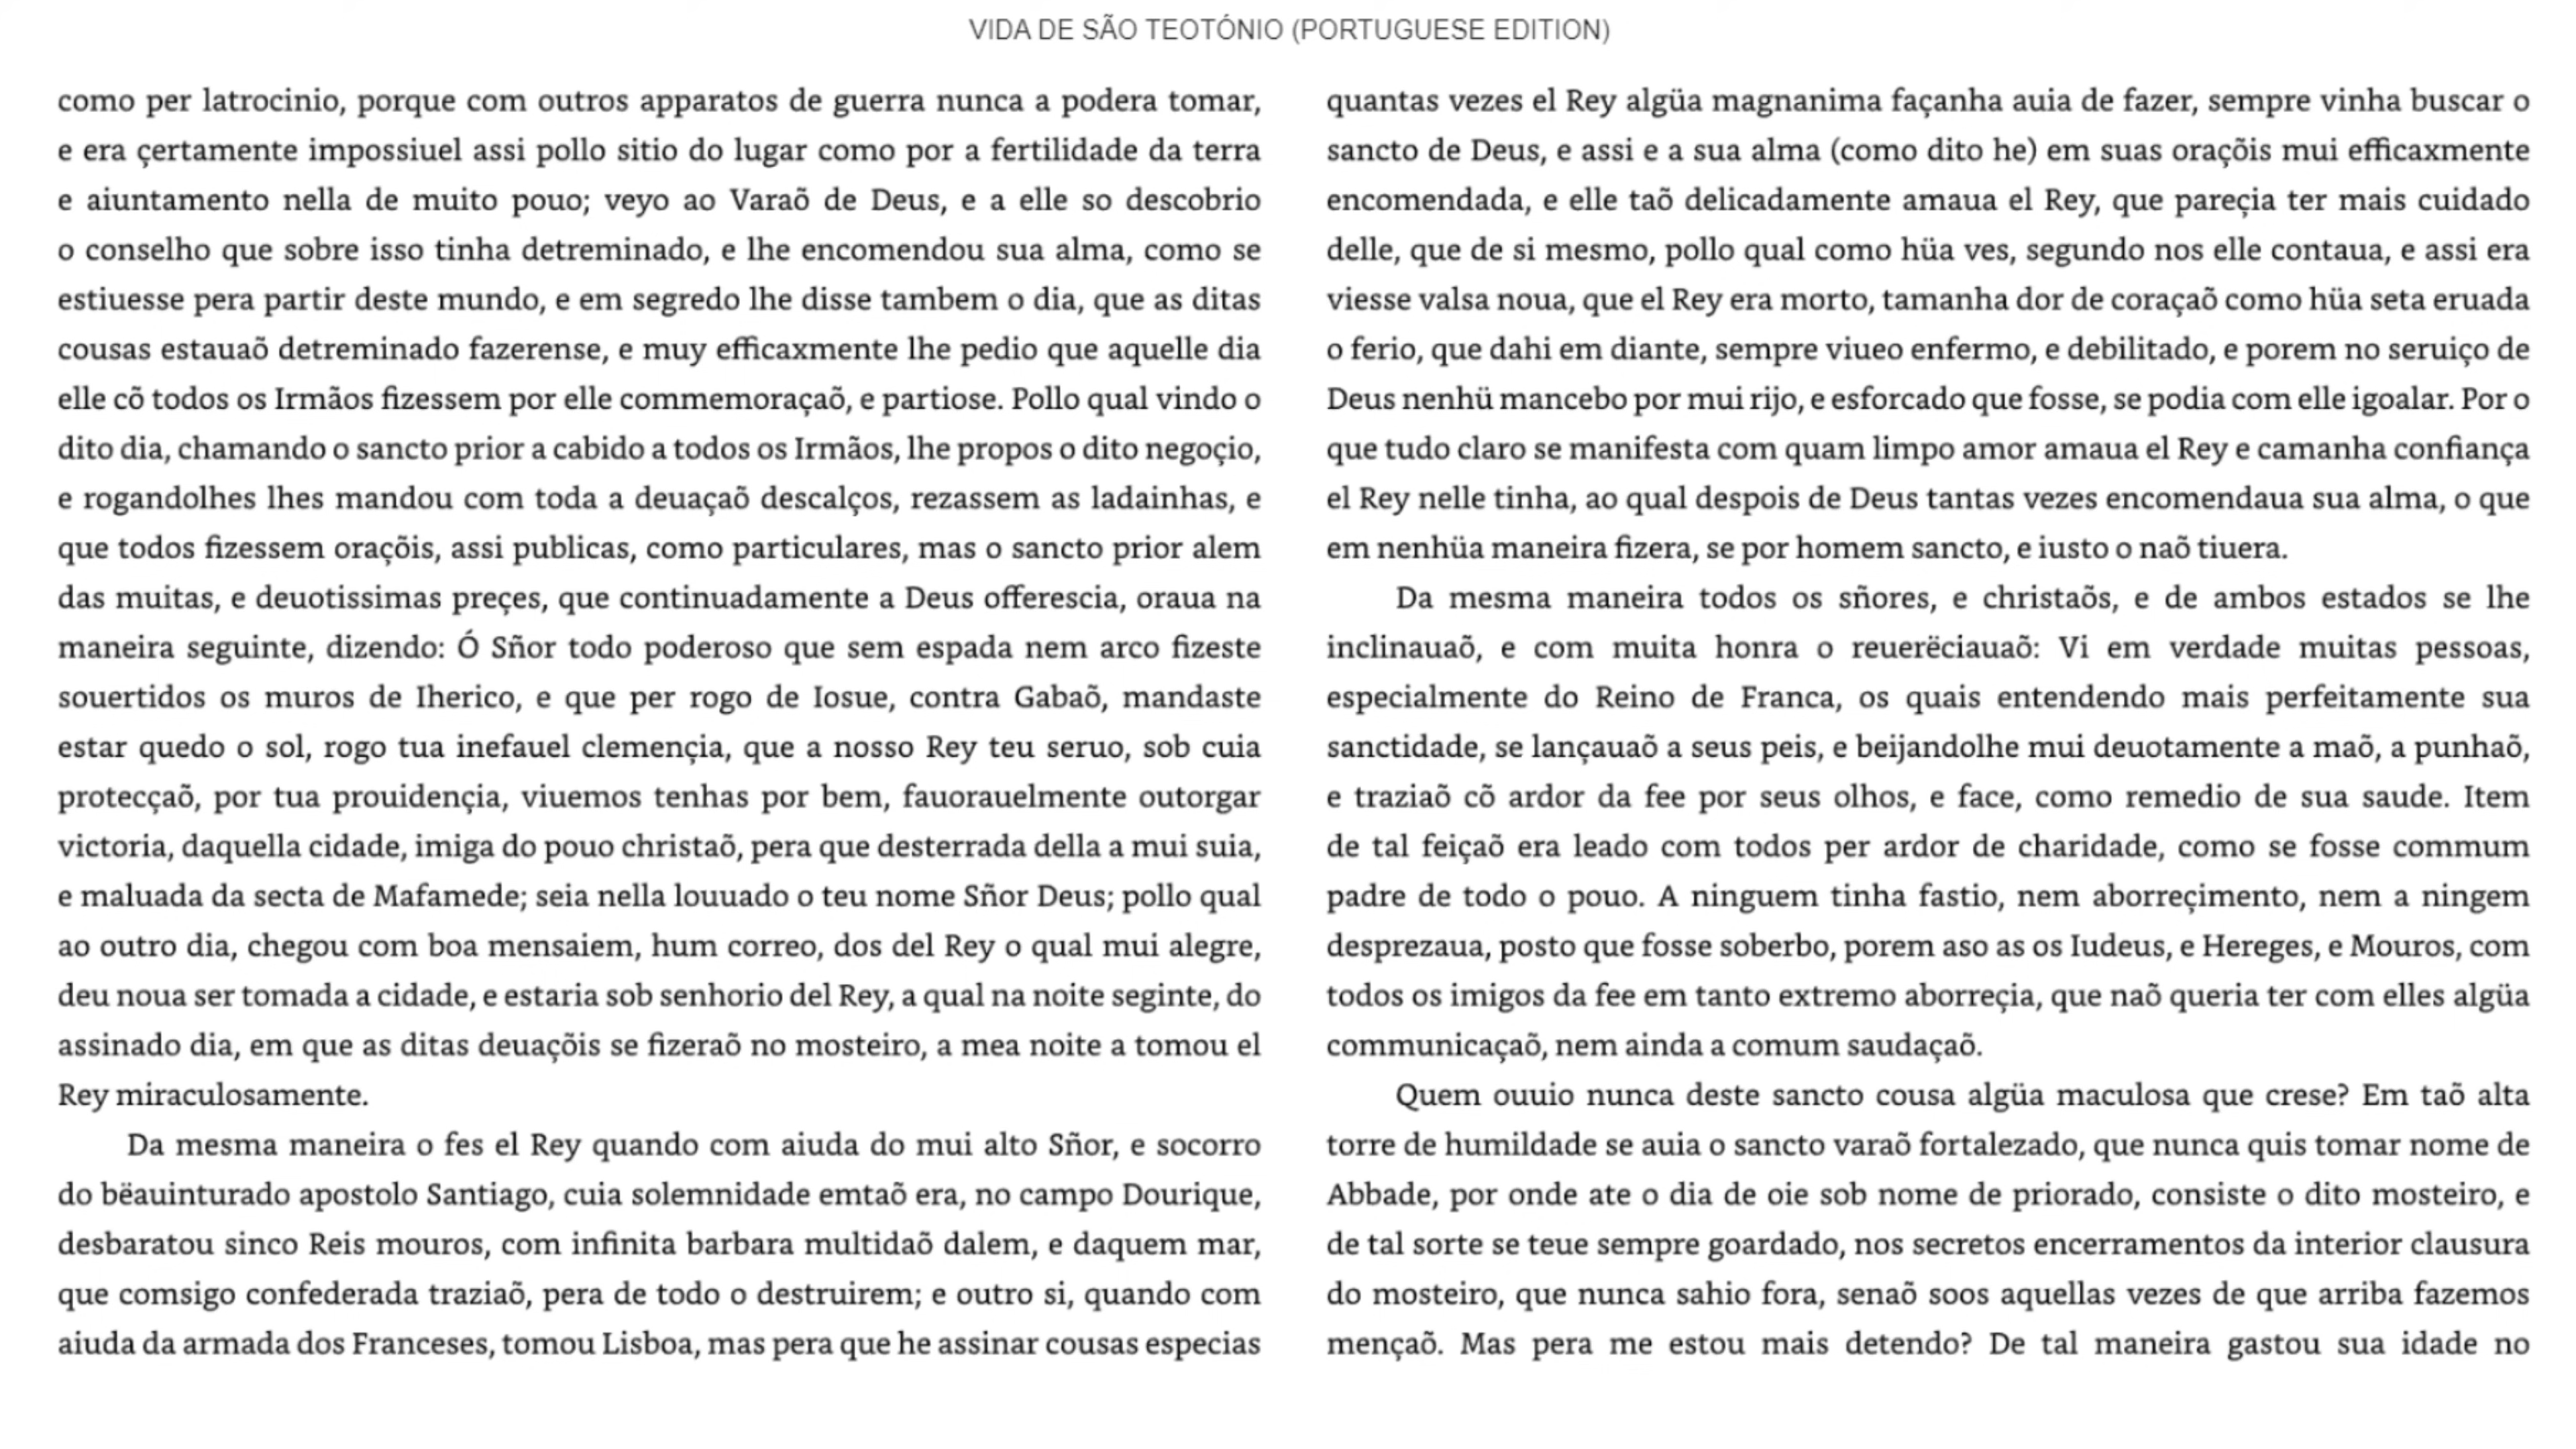 VIDA DE SÃO TEOTÓNIO (PORTUGUESE EDITION)
como per latrocinio, porque com outros apparatos de guerra nunca a podera tomar,
e era çertamente impossiuel assi pollo sitio do lugar como por a fertilidade da terra
e aiuntamento nella de muito pouo; veyo ao Varaõ de Deus, e a elle so descobrio
o conselho que sobre isso tinha detreminado, e lhe encomendou sua alma, como se
estiuesse pera partir deste mundo, e em segredo lhe disse tambem o dia, que as ditas
cousas estauaõ detreminado fazerense, e muy efficaxmente lhe pedio que aquelle dia
elle cõ todos os Irmãos fizessem por elle commemoraçaõ, e partiose. Pollo qual vindo o
dito dia, chamando o sancto prior a cabido a todos os Irmãos, lhe propos o dito negoçio,
e rogandolhes lhes mandou com toda a deuaçaõ descalços, rezassem as ladainhas, e
que todos fizessem oraçõis, assi publicas, como particulares, mas o sancto prior alem
das muitas, e deuotissimas preçes, que continuadamente a Deus offerescia, oraua na
maneira seguinte, dizendo: Ó Sñor todo poderoso que sem espada nem arco fizeste
souertidos os muros de Iherico, e que per rogo de Iosue, contra Gabaõ, mandaste
estar quedo o sol, rogo tua inefauel clemençia, que a nosso Rey teu seruo, sob cuia
protecçaõ, por tua prouidençia, viuemos tenhas por bem, fauorauelmente outorgar
victoria, daquella cidade, imiga do pouo christaõ, pera que desterrada della a mui suia,
e maluada da secta de Mafamede; seia nella louuado o teu nome Sñor Deus; pollo qual
ao outro dia, chegou com boa mensaiem, hum correo, dos del Rey o qual mui alegre,
deu noua ser tomada a cidade, e estaria sob senhorio del Rey, a qual na noite seginte, do
assinado dia, em que as ditas deuaçõis se fizeraõ no mosteiro, a mea noite a tomou el
Rey miraculosamente.
Da mesma maneira o fes el Rey quando com aiuda do mui alto Sñor, e socorro
do bëauinturado apostolo Santiago, cuia solemnidade emtaõ era, no campo Dourique,
desbaratou sinco Reis mouros, com infinita barbara multidaõ dalem, e daquem mar,
que comsigo confederada traziaõ, pera de todo o destruirem; e outro si, quando com
aiuda da armada dos Franceses, tomou Lisboa, mas pera que he assinar cousas especias
quantas vezes el Rey algüa magnanima façanha auia de fazer, sempre vinha buscar o
sancto de Deus, e assi e a sua alma (como dito he) em suas oraçõis mui efficaxmente
encomendada, e elle taõ delicadamente amaua el Rey, que pareçia ter mais cuidado
delle, que de si mesmo, pollo qual como hüa ves, segundo nos elle contaua, e assi era
viesse valsa noua, que el Rey era morto, tamanha dor de coraçaõ como hüa seta eruada
o ferio, que dahi em diante, sempre viueo enfermo, e debilitado, e porem no seruiço de
Deus nenhü mancebo por mui rijo, e esforcado que fosse, se podia com elle igoalar. Por o
que tudo claro se manifesta com quam limpo amor amaua el Rey e camanha confiança
el Rey nelle tinha, ao qual despois de Deus tantas vezes encomendaua sua alma, o que
em nenhüa maneira fizera, se por homem sancto, e iusto o naõ tiuera.
Da mesma maneira todos os sñores, e christaõs, e de ambos estados se lhe
inclinauaõ, e com muita honra o reuerëciauaõ: Vi em verdade muitas pessoas,
especialmente do Reino de Franca, os quais entendendo mais perfeitamente sua
sanctidade, se lançauaõ a seus peis, e beijandolhe mui deuotamente a maõ, a punhaõ,
e traziaõ cõ ardor da fee por seus olhos, e face, como remedio de sua saude. Item
de tal feiçaõ era leado com todos per ardor de charidade, como se fosse commum
padre de todo o pouo. A ninguem tinha fastio, nem aborreçimento, nem a ningem
desprezaua, posto que fosse soberbo, porem aso as os Iudeus, e Hereges, e Mouros, com
todos os imigos da fee em tanto extremo aborreçia, que naõ queria ter com elles algüa
communicaçaõ, nem ainda a comum saudaçaõ.
Quem ouuio nunca deste sancto cousa algüa maculosa que crese? Em taõ alta
torre de humildade se auia o sancto varaõ fortalezado, que nunca quis tomar nome de
Abbade, por onde ate o dia de oie sob nome de priorado, consiste o dito mosteiro, e
de tal sorte se teue sempre goardado, nos secretos encerramentos da interior clausura
do mosteiro, que nunca sahio fora, senaõ soos aquellas vezes de que arriba fazemos
mençaõ. Mas pera me estou mais detendo? De tal maneira gastou sua idade no